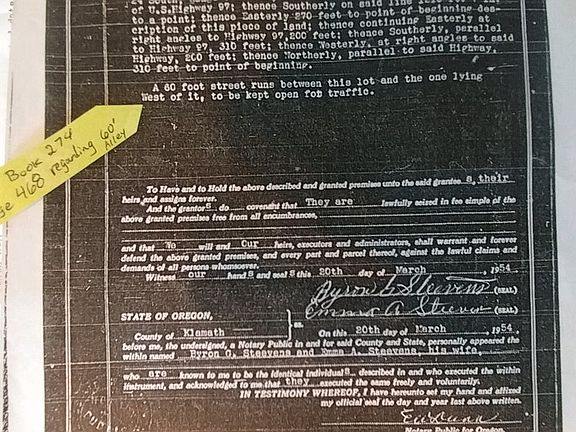 U.S.Highway 97; thence Southerly on said line
to a point; thence Easterly 270 feet to point of beginning des
cription of this piece of land; thence continuing Easterly at
right angles to Highway 97,200 feet; thence Southerly, parallel
to Highway 97, 310 feet; thence Westerly, at right angles to said
Highway, 200 feet; thence Northerly, parallel to said Highway,
310 feet to point of beginning.
A 60 foot street runs between this lot and the one lying
West of it, to be kept open for traffic.
Book 274
468 regarding 60'
Alley
To Have and to Hold the above described and granted premises unto the said grantee s, their
heirs, and assigns forever.
And the grantors do covenant that They are lawfully seized in fee simple of the
above granted premises free from all encumbrances,
and that We will and Our heirs, executors and administrators, shall warrant and forever
defend the above granted premises, and every part and parcel thereof, against the lawful claims and
demands of all persons whomsoever.
Witness our hands and seals this 20th day of March, 1954
Byron G Steevens (SEAL)
Emma A Steevens (SEAL)
STATE OF OREGON,
ss.
County of Klamath On this 20th day of March, 1954,
before me, the undersigned, a Notary Public in and for said County and State, personally appeared the
within named Byron G. Steevens and Emma A. Steevens, his wife,
who are known to me to be the identical individuals described in and who executed the within
instrument, and acknowledged to me that they executed the same freely and voluntarily.
IN TESTIMONY WHEREOF, I have hereunto set my hand and affixed
my official seal the day and year last above written.
Notary Public for Oregon.